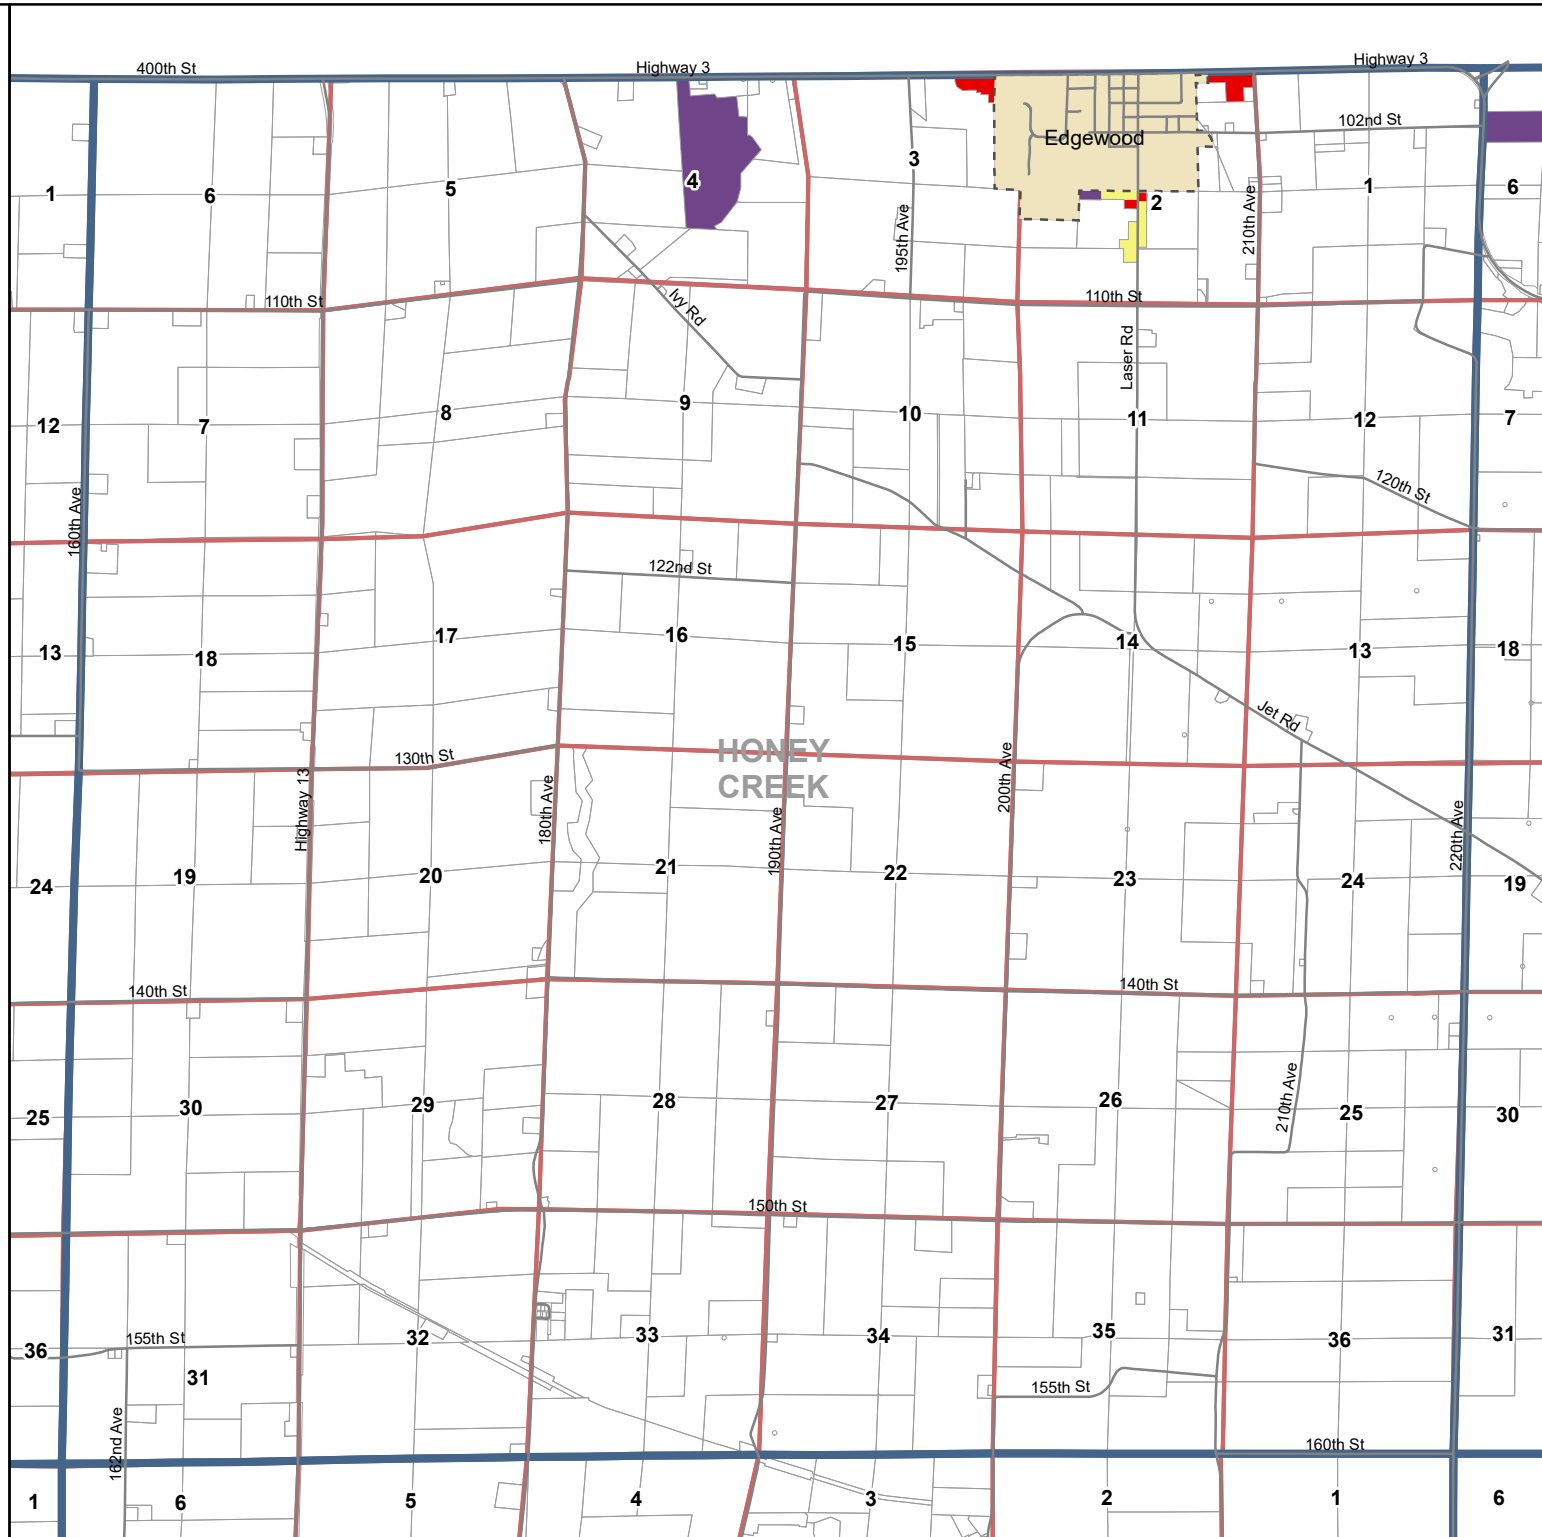 400th St
Highway 3
Highway 3
102nd St
Edgewood
3
4
1
6
5
1
6
2
195th Ave
210th Ave
110th St
110th St
Ivy Rd
Laser Rd
12
7
8
9
10
11
12
7
160th Ave
120th St
122nd St
13
18
17
16
15
14
13
18
Jet Rd
HONEY
CREEK
130th St
Highway 13
180th Ave
190th Ave
200th Ave
220th Ave
24
19
20
21
22
23
24
19
140th St
140th St
25
30
29
28
27
26
25
30
210th Ave
150th St
36
155th St
31
32
33
34
35
36
31
155th St
162nd Ave
160th St
1
6
5
4
3
2
1
6